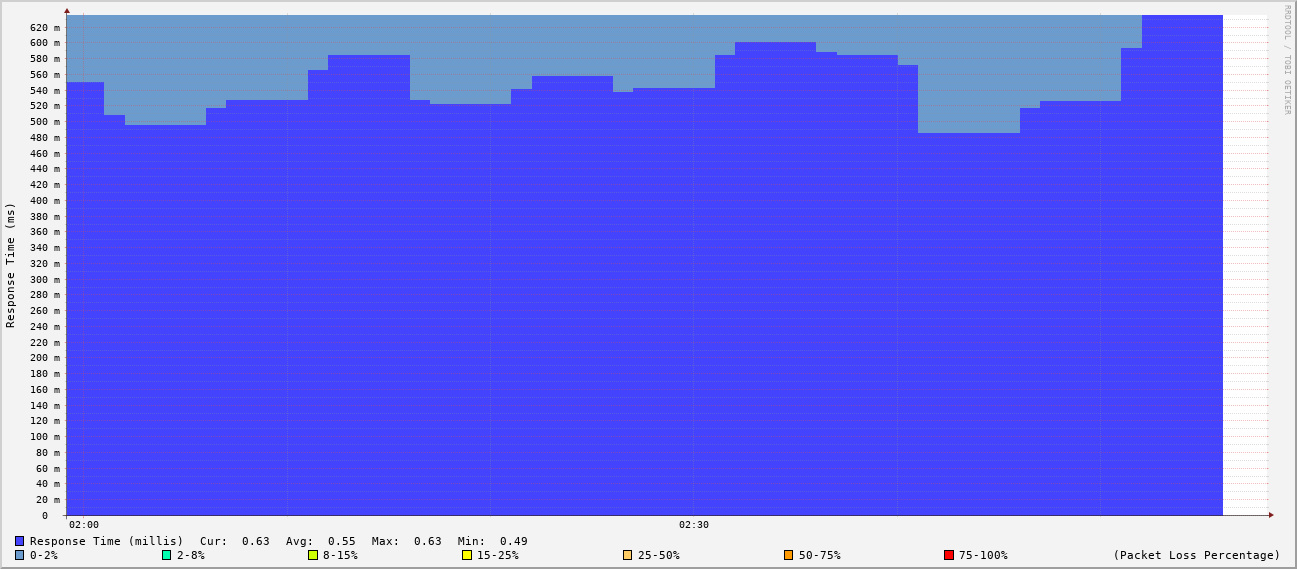 RRDTOOL / TOBI OETIKER
Response Time (ms)
620 m
600 m
580 m
560 m
540 m
520 m
500 m
480 m
460 m
440 m
420 m
400 m
380 m
360 m
340 m
320 m
300 m
280 m
260 m
240 m
220 m
200 m
180 m
160 m
140 m
120 m
100 m
80 m
60 m
40 m
20 m
0
02:00 02:30
Response Time (millis) Cur: 0.63 Avg: 0.55 Max: 0.63 Min: 0.49
0-2% 2-8% 8-15% 15-25% 25-50% 50-75% 75-100% (Packet Loss Percentage)